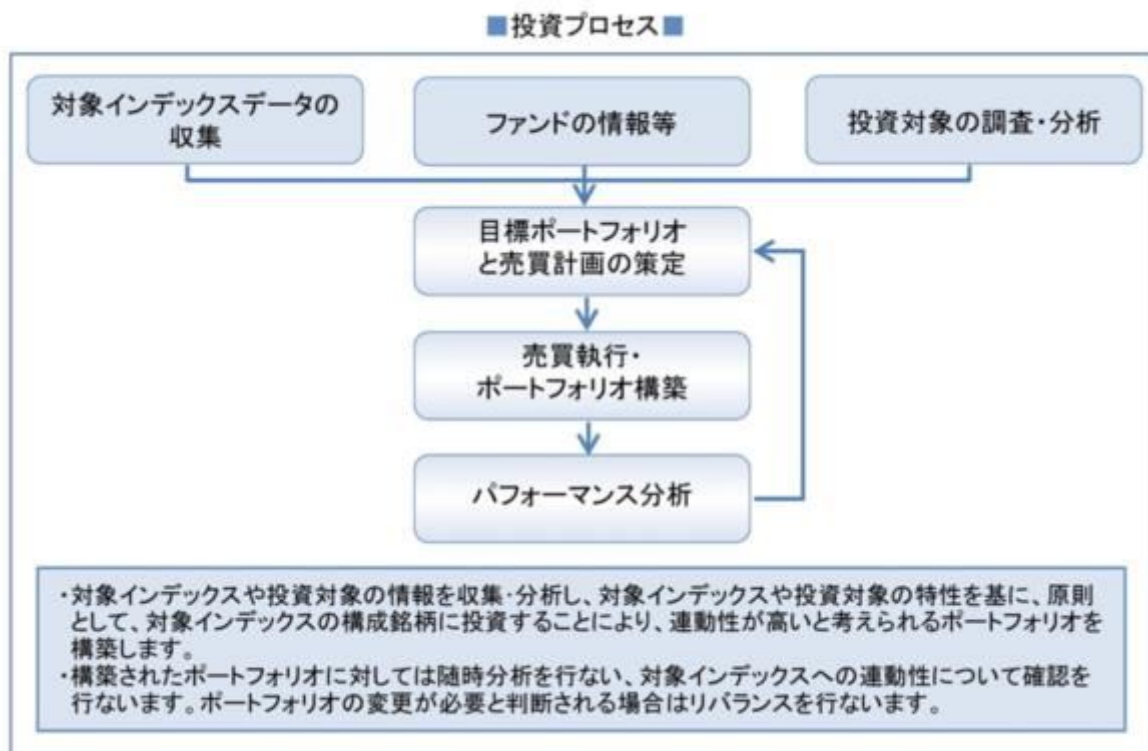 ■投資プロセス■
対象インデックスデータの
収集
ファンドの情報等
投資対象の調査・分析
目標ポートフォリオ
と売買計画の策定
売買執行・
ポートフォリオ構築
パフォーマンス分析
・対象インデックスや投資対象の情報を収集・分析し、対象インデックスや投資対象の特性を基に、原則
として、対象インデックスの構成銘柄に投資することにより、連動性が高いと考えられるポートフォリオを
構築します。
・構築されたポートフォリオに対しては随時分析を行ない、対象インデックスへの連動性について確認を
行ないます。ポートフォリオの変更が必要と判断される場合はリバランスを行ないます。